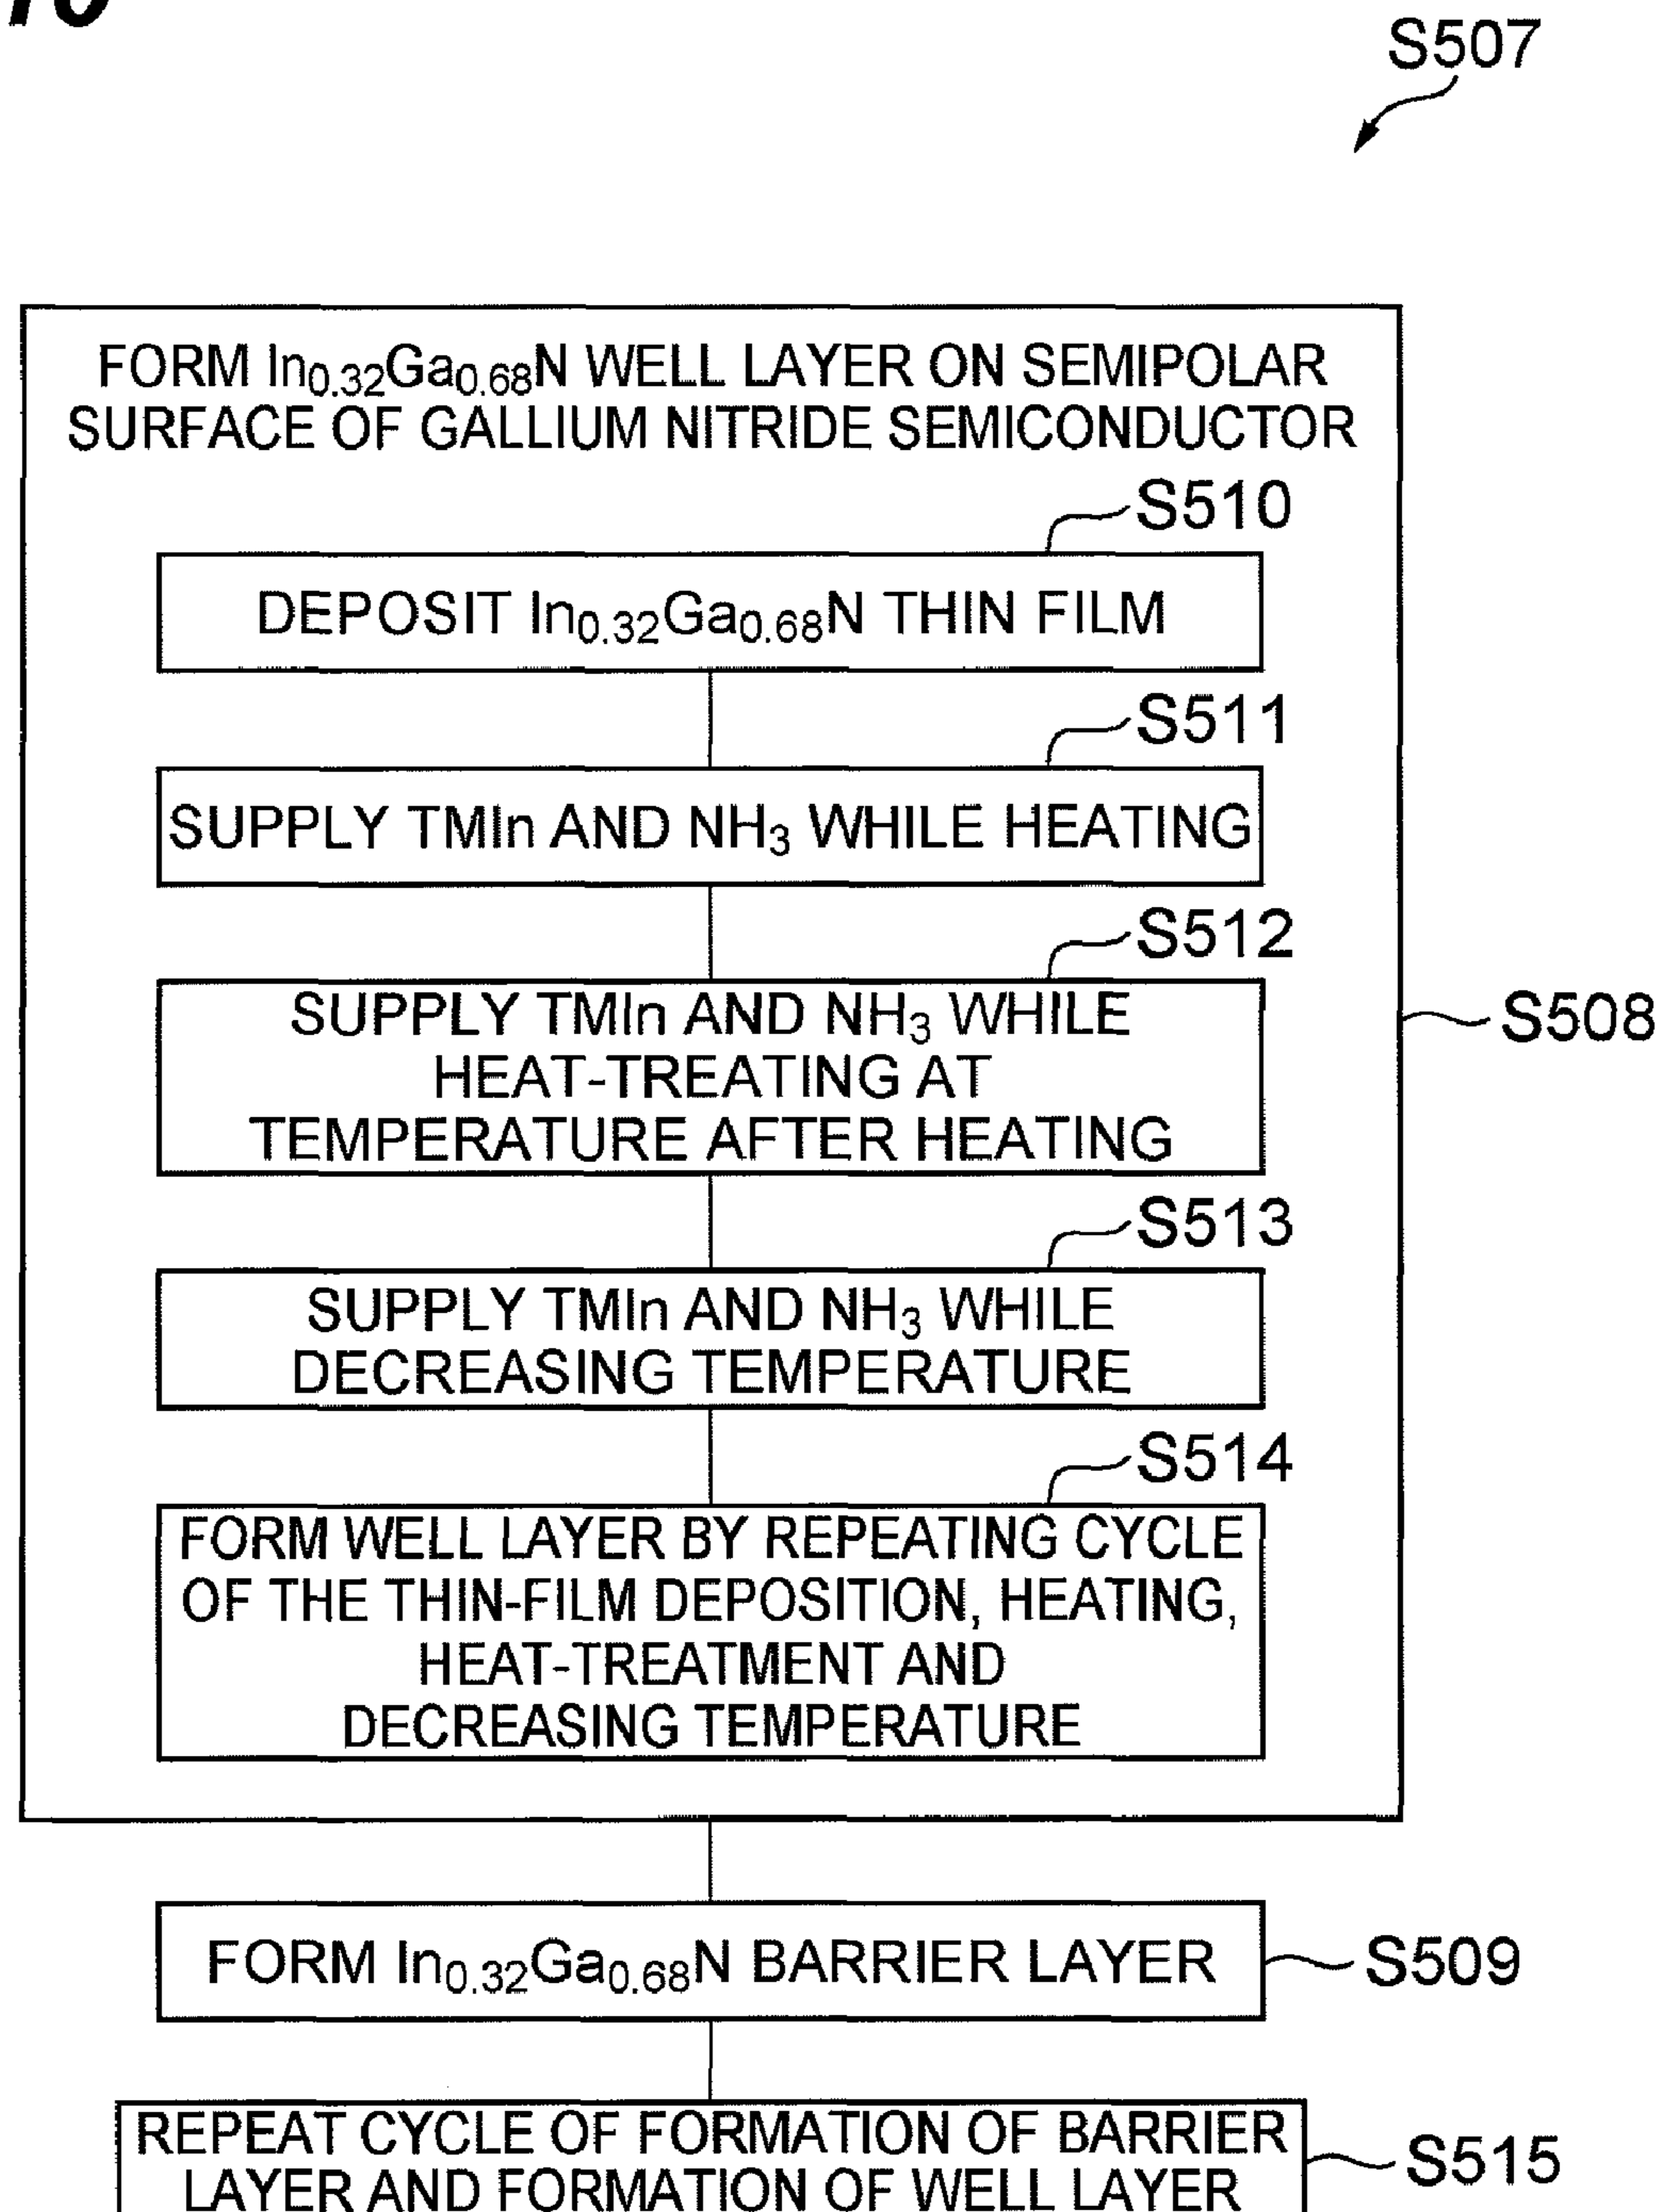 S507
FORM In0.32Ga0.68N WELL LAYER ON SEMIPOLAR
SURFACE OF GALLIUM NITRIDE SEMICONDUCTOR
S510
DEPOSIT In0.32Ga0.68N THIN FILM
S511
SUPPLY TMIn AND NH3 WHILE HEATING
S512
SUPPLY TMIn AND NH3 WHILE
HEAT-TREATING AT
TEMPERATURE AFTER HEATING
S508
S513
SUPPLY TMIn AND NH3 WHILE
DECREASING TEMPERATURE
S514
FORM WELL LAYER BY REPEATING CYCLE
OF THE THIN-FILM DEPOSITION, HEATING,
HEAT-TREATMENT AND
DECREASING TEMPERATURE
FORM In0.32Ga0.68N BARRIER LAYER
S509
REPEAT CYCLE OF FORMATION OF BARRIER
LAYER AND FORMATION OF WELL LAYER
S515